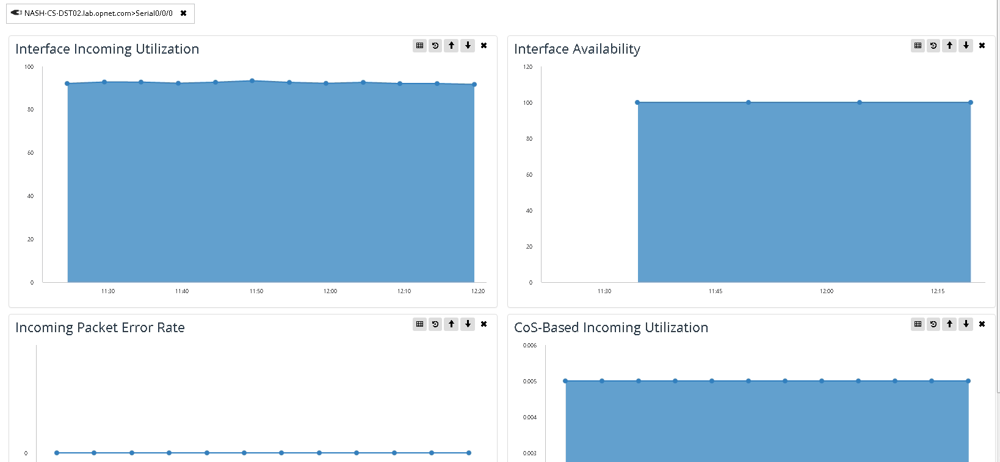 NASH-CS-DST02.lab.opnet.com>Serial0/0/0
Interface Incoming Utilization
100
80
60
40
20
0
11:30 11:40 11:50 12:00 12:10 12:20
Interface Availability
120
100
80
60
40
20
0
11:30 11:45 12:00 12:15
Incoming Packet Error Rate
0
CoS-Based Incoming Utilization
0.006
0.005
0.004
0.003